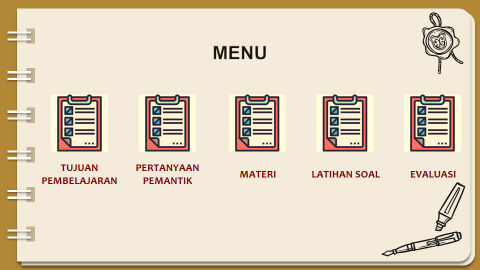 MENU
TUJUAN
PEMBELAJARAN
PERTANYAAN
PEMANTIK
MATERI
LATIHAN SOAL
EVALUASI